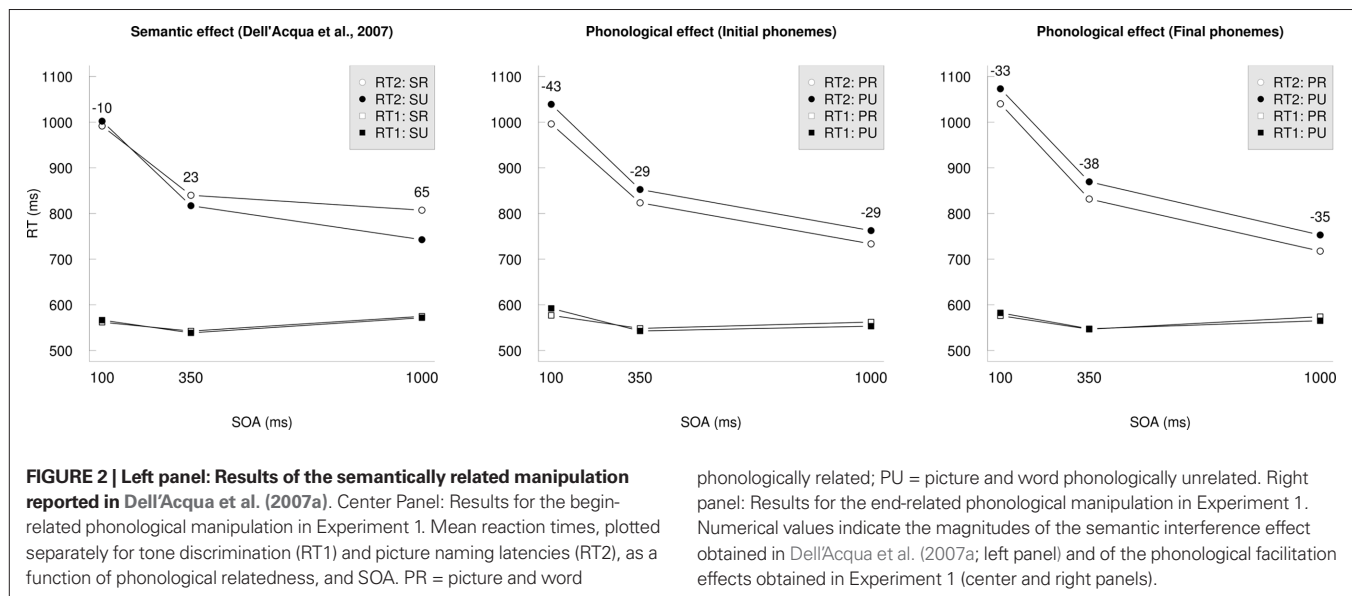 Semantic effect (Dell'Acqua et al., 2007)
RT (ms)
1100
1000
900
800
700
600
500
-10
23
65
RT2: SR
RT2: SU
RT1: SR
RT1: SU
100
350
1000
SOA (ms)
Phonological effect (Initial phonemes)
1100
1000
900
800
700
600
500
-43
-29
-29
RT2: PR
RT2: PU
RT1: PR
RT1: PU
100
350
1000
SOA (ms)
Phonological effect (Final phonemes)
1100
1000
900
800
700
600
500
-33
-38
-35
RT2: PR
RT2: PU
RT1: PR
RT1: PU
100
350
1000
SOA (ms)
FIGURE 2 | Left panel: Results of the semantically related manipulation
reported in Dell'Acqua et al. (2007a). Center Panel: Results for the begin-
related phonological manipulation in Experiment 1. Mean reaction times, plotted
separately for tone discrimination (RT1) and picture naming latencies (RT2), as a
function of phonological relatedness, and SOA. PR = picture and word
phonologically related; PU = picture and word phonologically unrelated. Right
panel: Results for the end-related phonological manipulation in Experiment 1.
Numerical values indicate the magnitudes of the semantic interference effect
obtained in Dell'Acqua et al. (2007a; left panel) and of the phonological facilitation
effects obtained in Experiment 1 (center and right panels).